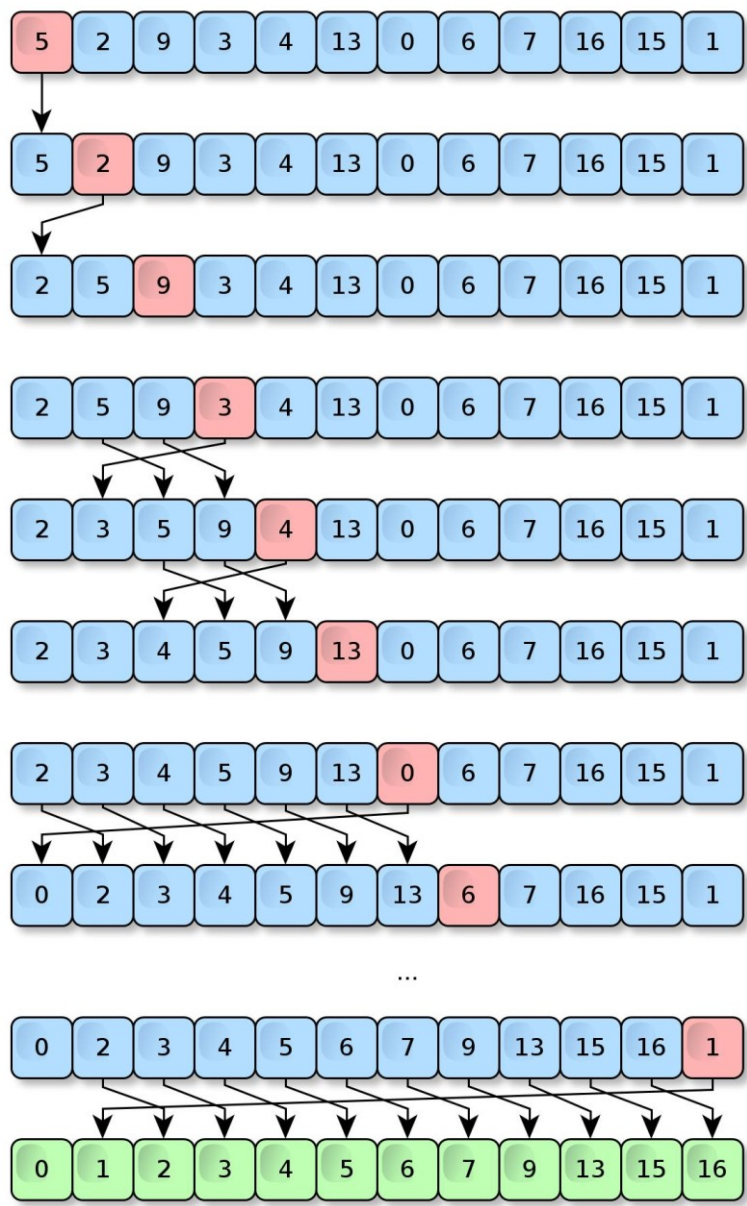 5 2 9 3 4 13 0 6 7 16 15 1
5 2 9 3 4 13 0 6 7 16 15 1
2 5 9 3 4 13 0 6 7 16 15 1
2 5 9 3 4 13 0 6 7 16 15 1
2 3 5 9 4 13 0 6 7 16 15 1
2 3 4 5 9 13 0 6 7 16 15 1
2 3 4 5 9 13 0 6 7 16 15 1
0 2 3 4 5 9 13 6 7 16 15 1
...
0 2 3 4 5 6 7 9 13 15 16 1
0 1 2 3 4 5 6 7 9 13 15 16